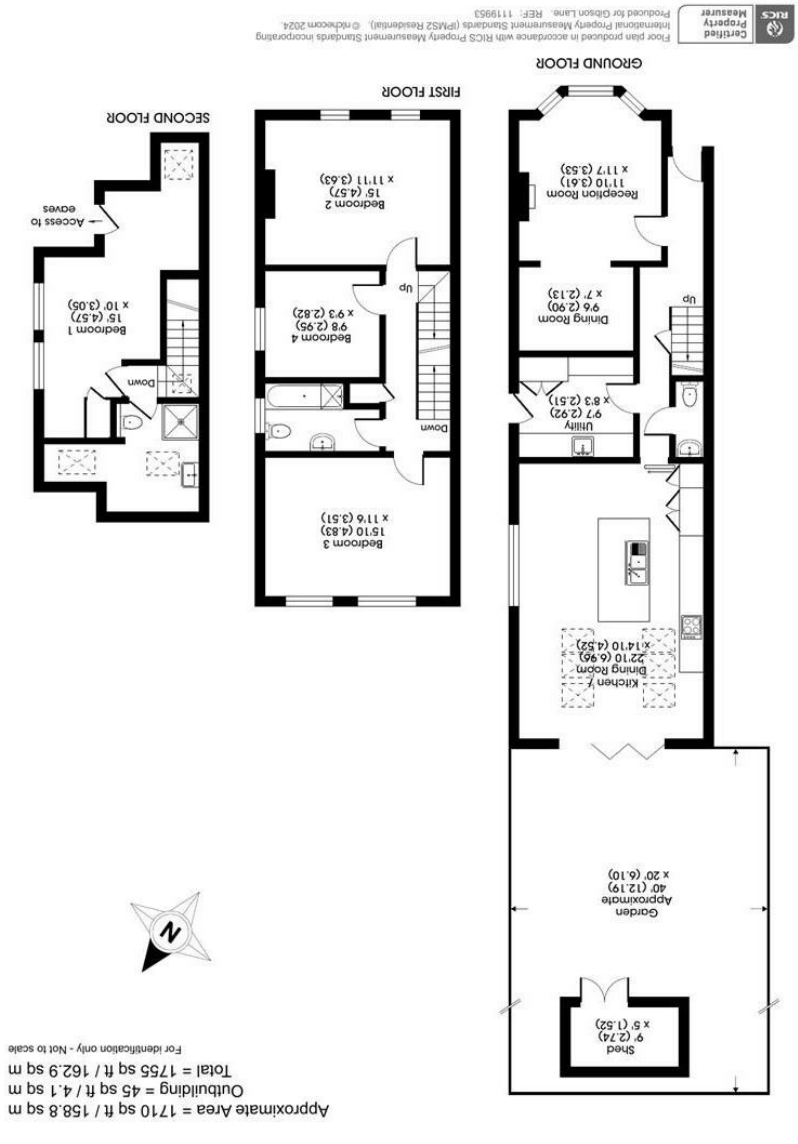 Approximate Area = 1710 sq ft / 158.8 sq m
Outbuilding = 45 sq ft / 4.1 sq m
Total = 1755 sq ft / 162.9 sq m
For identification only - Not to scale
Shed
9' (2.74)
x 5' (1.52)
Garden
Approximate
40' (12.19)
x 20' (6.10)
N
Kitchen /
Dining Room
22'10 (6.96)
x 14'10 (4.52)
Utility
9'7 (2.92)
x 8'3 (2.51)
Up
Dining Room
9'6 (2.90)
x 7' (2.13)
Reception Room
11'10 (3.61)
x 11'7 (3.53)
GROUND FLOOR
Bedroom 3
15'10 (4.83)
x 11'6 (3.51)
Down
Bedroom 4
9'8 (2.95)
x 9'3 (2.82)
Up
Bedroom 2
15' (4.57)
x 11'11 (3.63)
FIRST FLOOR
Down
Bedroom 1
15' (4.57)
x 10' (3.05)
Access to
eaves
SECOND FLOOR
RICS
Certified
Property
Measurer
Floor plan produced in accordance with RICS Property Measurement Standards incorporating
International Property Measurement Standards (IPMS2 Residential). © nichecom 2024.
Produced for Gibson Lane. REF: 1119953